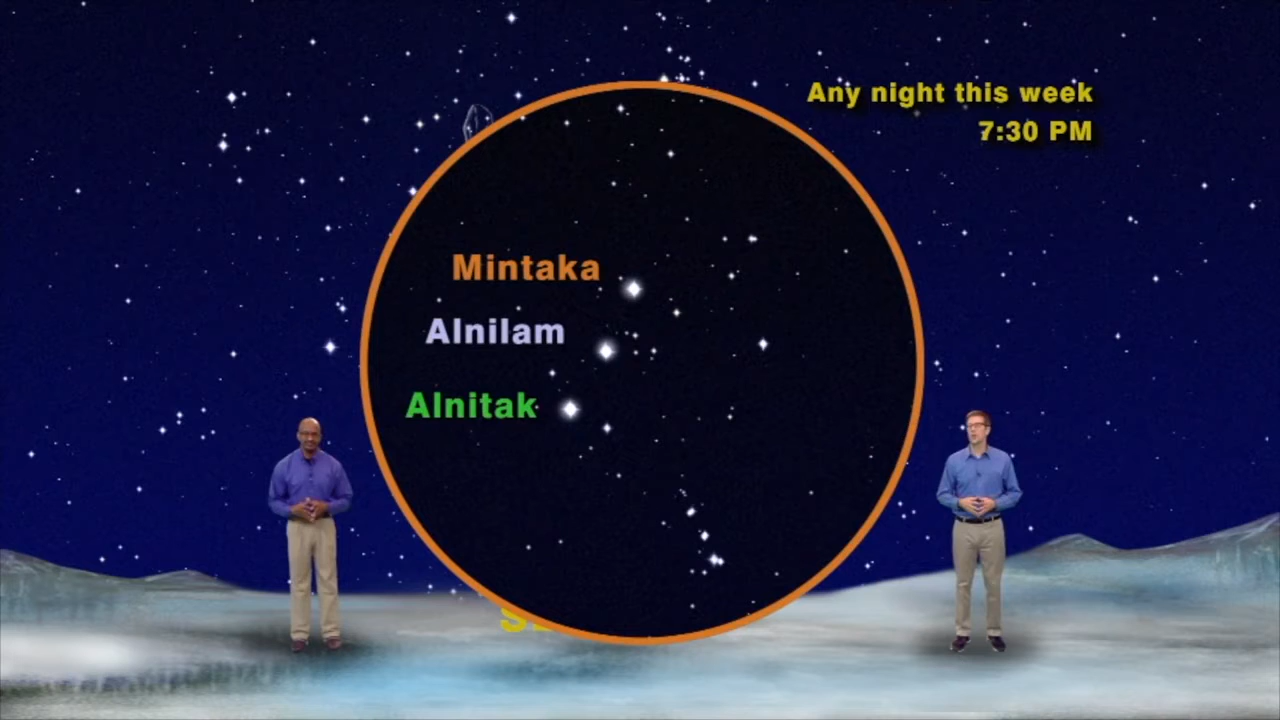 Any night this week
7:30 PM
Mintaka
Alnilam
Alnitak